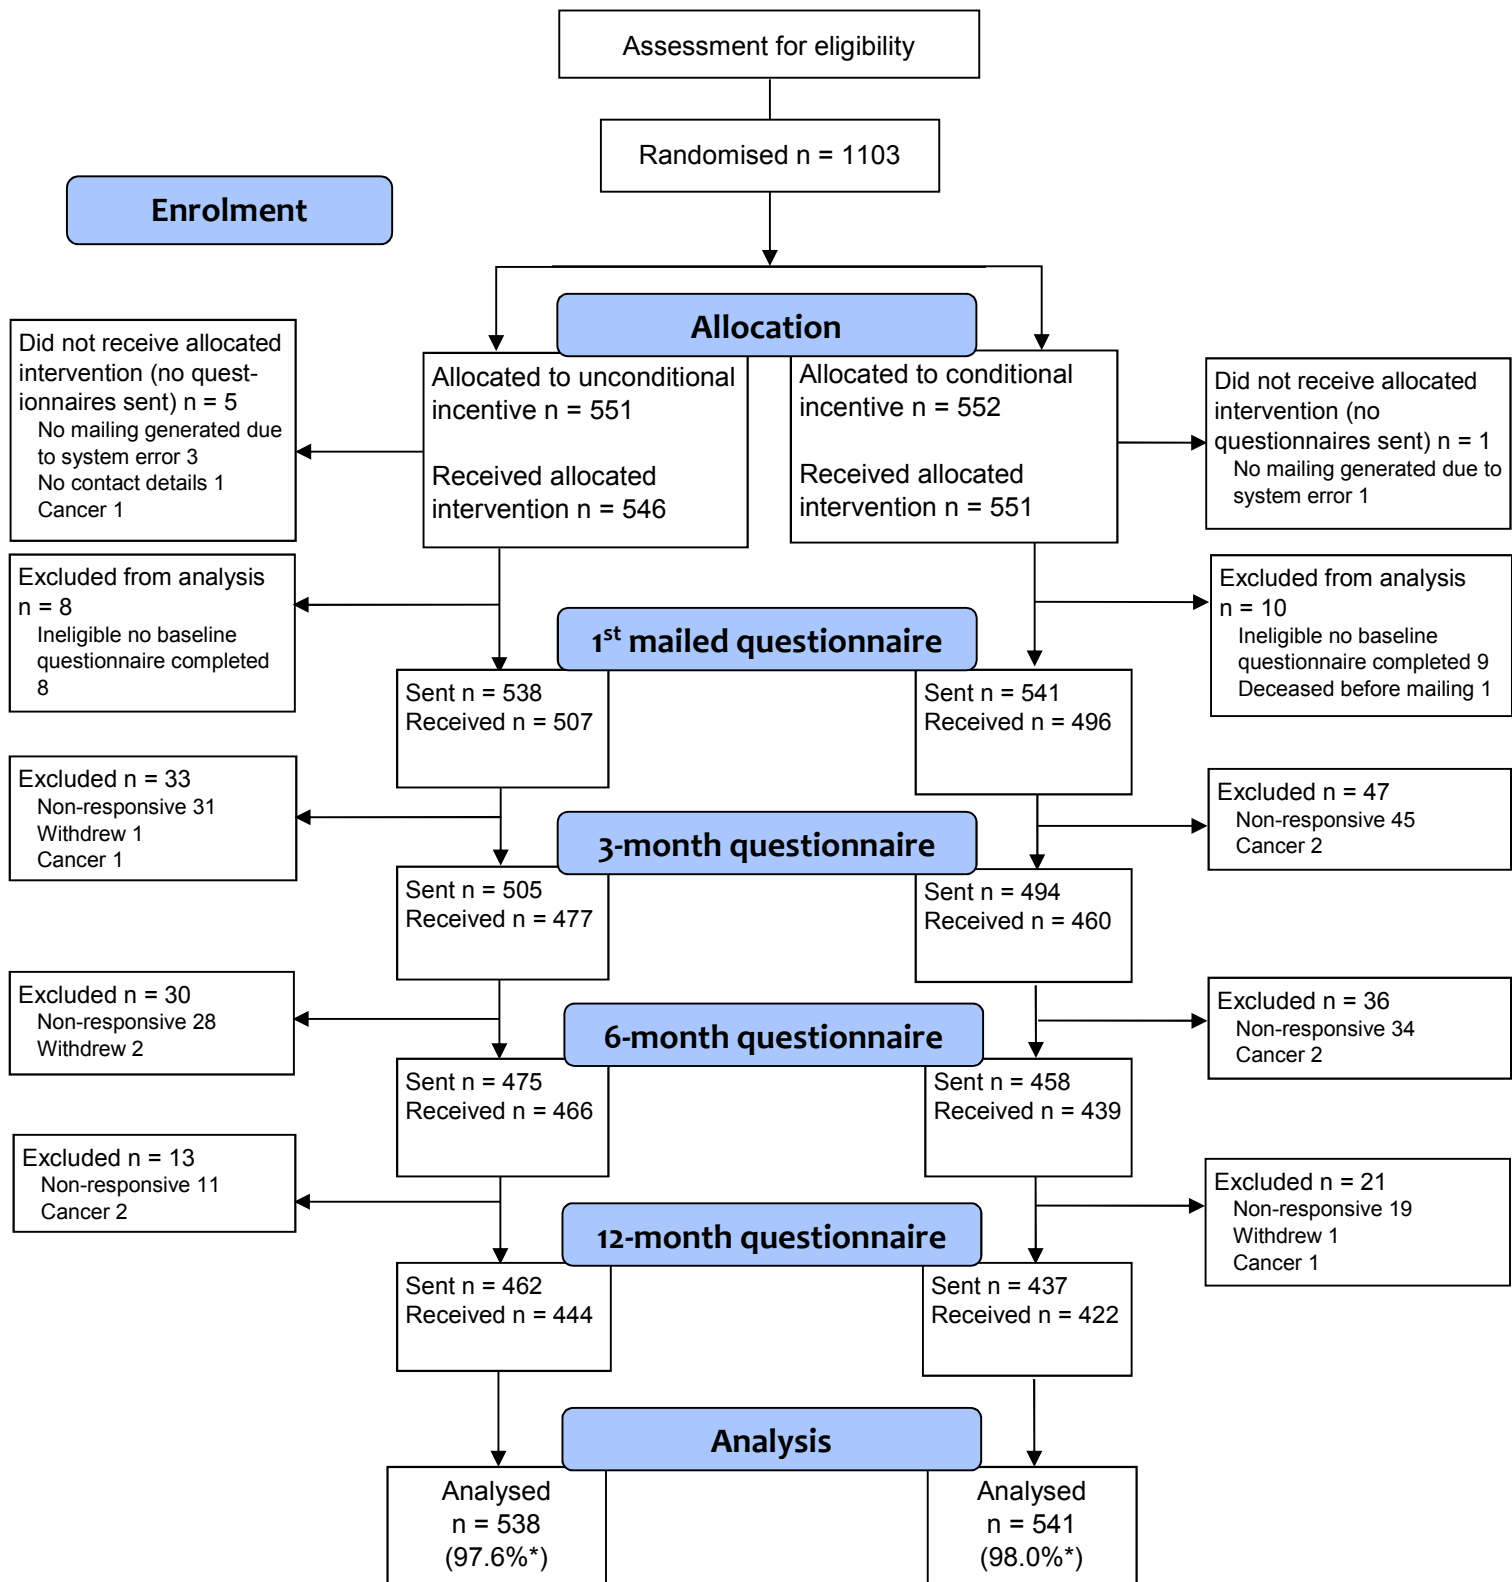 Assessment for eligibility
Randomised n = 1103
Enrolment
Allocation
Did not receive allocated
intervention (no quest-
ionnaires sent) n = 5
No mailing generated due
to system error 3
No contact details 1
Cancer 1
Allocated to unconditional
incentive n = 551
Received allocated
intervention n = 546
Allocated to conditional
incentive n = 552
Received allocated
intervention n = 551
Did not receive allocated
intervention (no
questionnaires sent) n = 1
No mailing generated due to
system error 1
Excluded from analysis
n = 8
Ineligible no baseline
questionnaire completed
8
Excluded from analysis
n = 10
Ineligible no baseline
questionnaire completed 9
Deceased before mailing 1
1st mailed questionnaire
Sent n = 538
Received n = 507
Sent n = 541
Received n = 496
Excluded n = 33
Non-responsive 31
Withdrew 1
Cancer 1
Excluded n = 47
Non-responsive 45
Cancer 2
3-month questionnaire
Sent n = 505
Received n = 477
Sent n = 494
Received n = 460
Excluded n = 30
Non-responsive 28
Withdrew 2
Excluded n = 36
Non-responsive 34
Cancer 2
6-month questionnaire
Sent n = 475
Received n = 466
Sent n = 458
Received n = 439
Excluded n = 13
Non-responsive 11
Cancer 2
Excluded n = 21
Non-responsive 19
Withdrew 1
Cancer 1
12-month questionnaire
Sent n = 462
Received n = 444
Sent n = 437
Received n = 422
Analysis
Analysed
n = 538
(97.6%*)
Analysed
n = 541
(98.0%*)